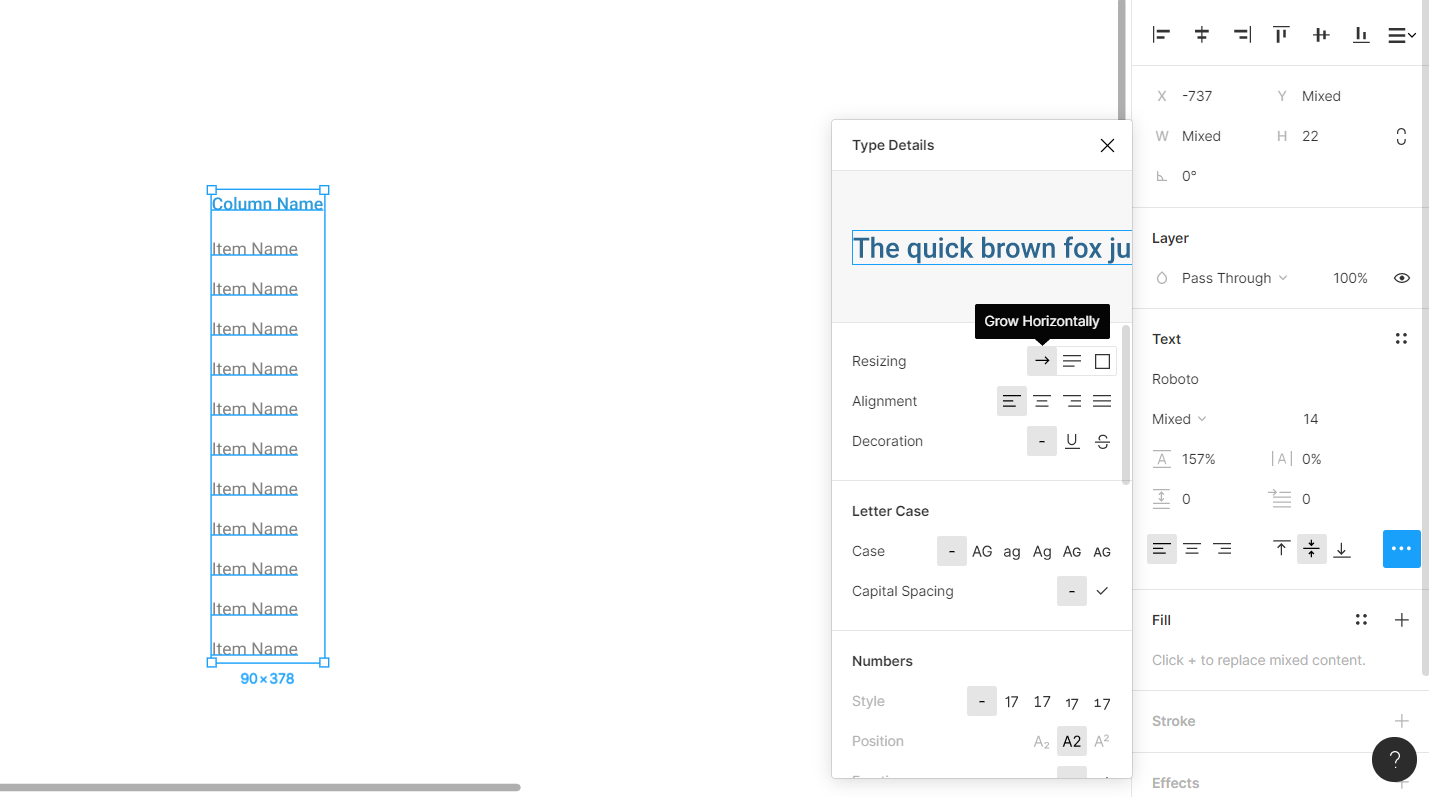 Column Name
Item Name
Item Name
Item Name
Item Name
Item Name
Item Name
Item Name
Item Name
Item Name
Item Name
Item Name
90×378
Type Details
The quick brown fox ju
Grow Horizontally
Resizing
Alignment
Decoration - U S
Letter Case
Case - AG ag Ag AG AG
Capital Spacing -
Numbers
Style - 17 17 17 17
Position A₂ A2 A²
X -737 Y Mixed
W Mixed H 22
0°
Layer
Pass Through 100%
Text
Roboto
Mixed 14
A 157% |A| 0%
0 0
Fill
Click + to replace mixed content.
Stroke
Effects
?